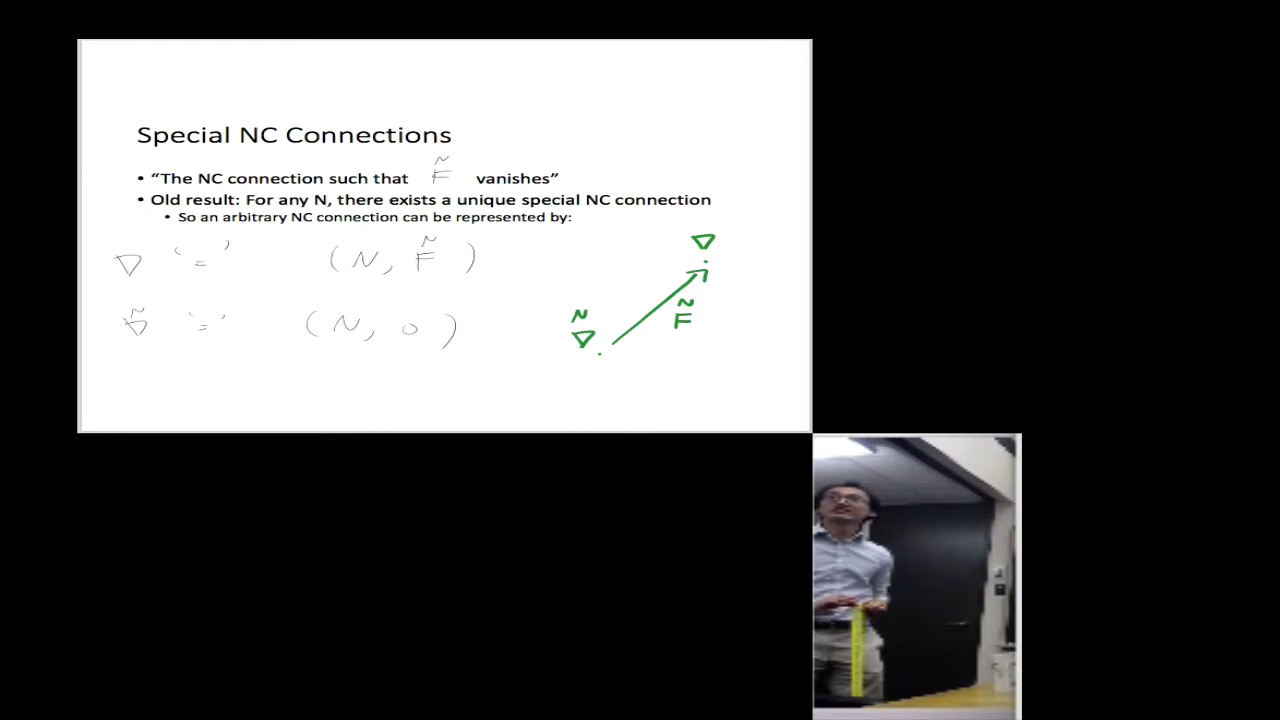 Special NC Connections
• “The NC connection such that F̃ vanishes”
• Old result: For any N, there exists a unique special NC connection
• So an arbitrary NC connection can be represented by:
∇ ‘=’ (N, F̃)
∇̃ ‘=’ (N, 0)
∇
F̃
∇̃